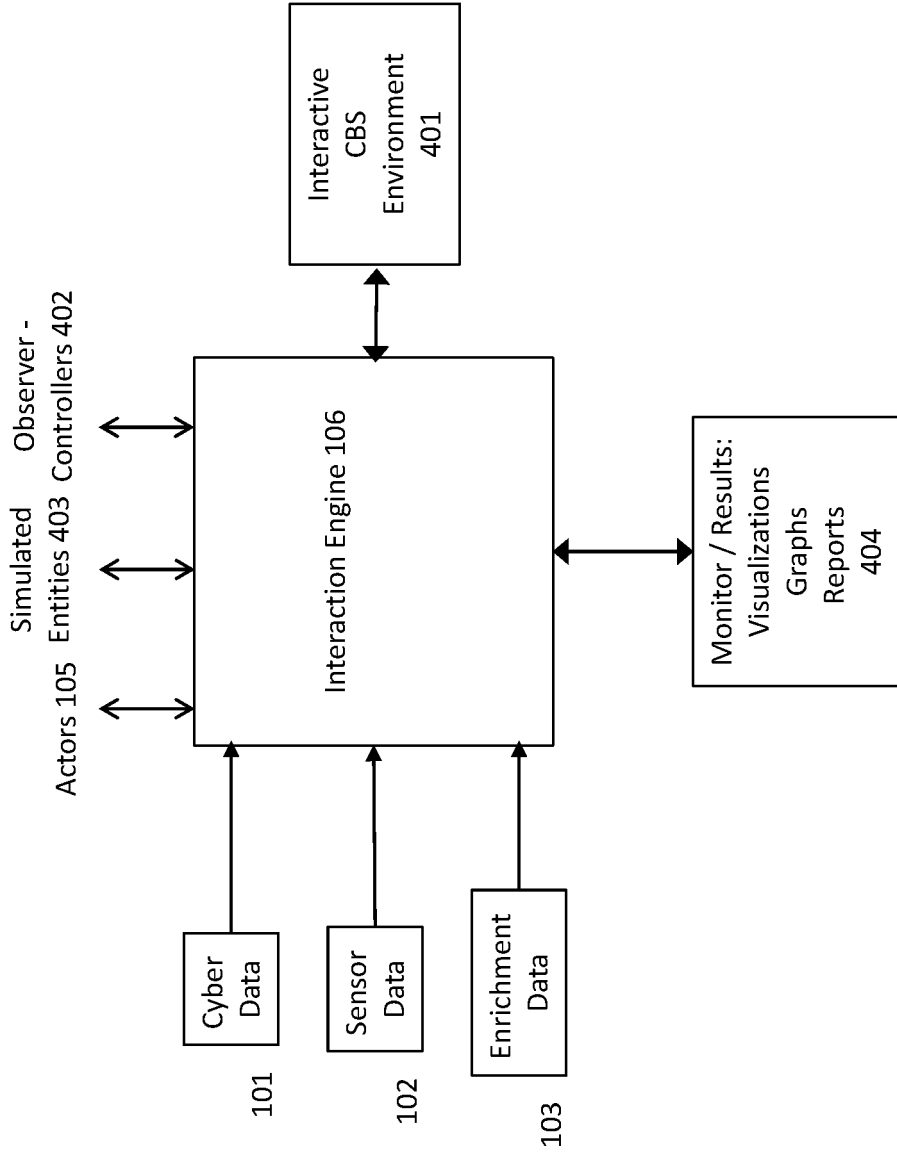 Actors 105
Simulated
Entities 403
Observer -
Controllers 402
101
Cyber
Data
102
Sensor
Data
103
Enrichment
Data
Interaction Engine 106
Interactive
CBS
Environment
401
Monitor / Results:
Visualizations
Graphs
Reports
404